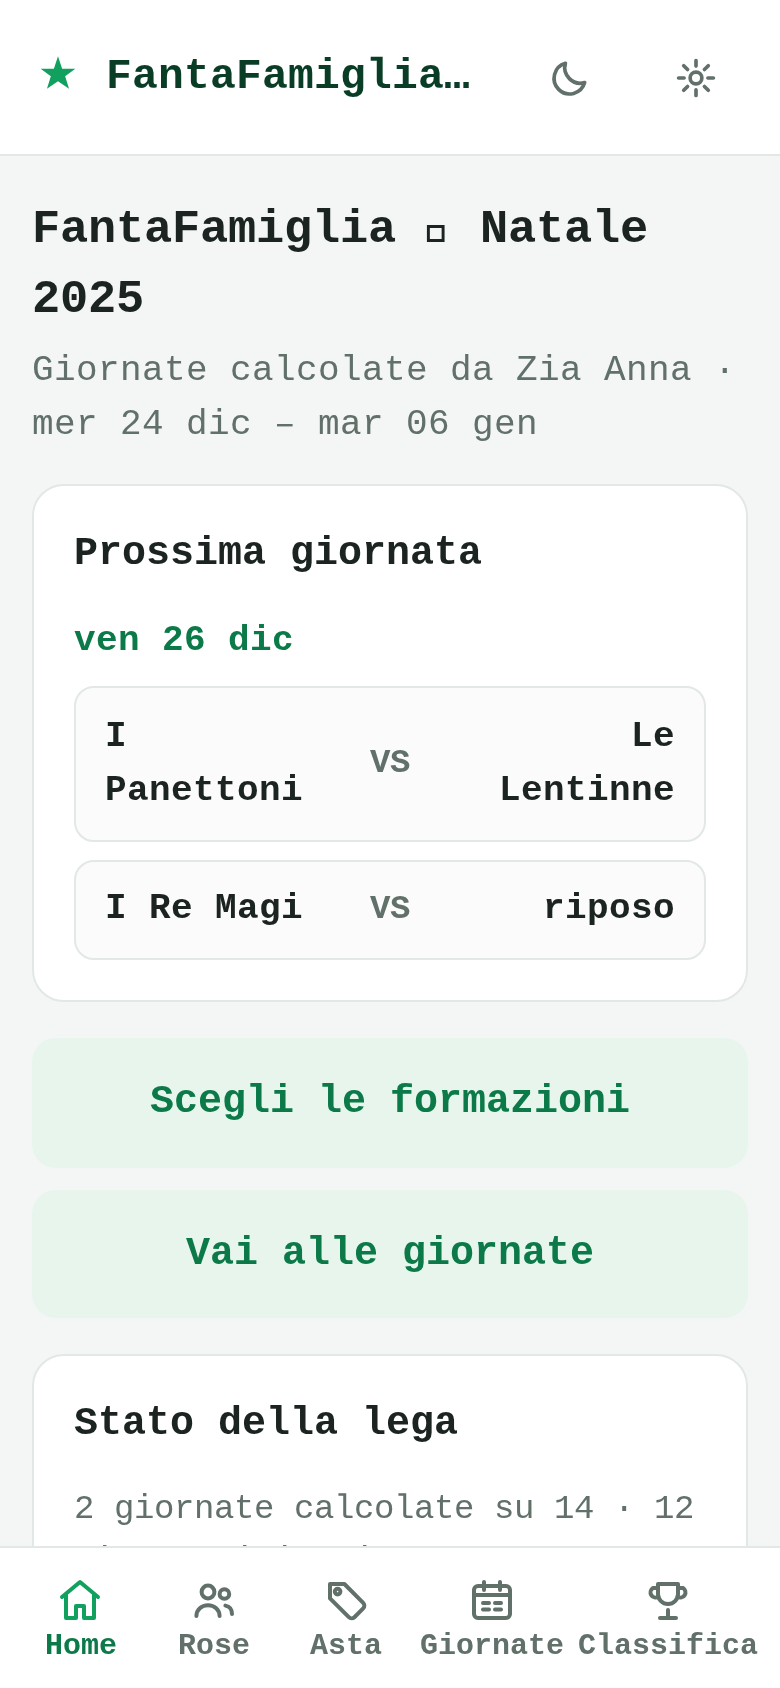 ★ FantaFamiglia…
FantaFamiglia □ Natale
2025
Giornate calcolate da Zia Anna ·
mer 24 dic – mar 06 gen
Prossima giornata
ven 26 dic
I Panettoni VS Le Lentinne
I Re Magi VS riposo
Scegli le formazioni
Vai alle giornate
Stato della lega
2 giornate calcolate su 14 · 12
Home Rose Asta Giornate Classifica